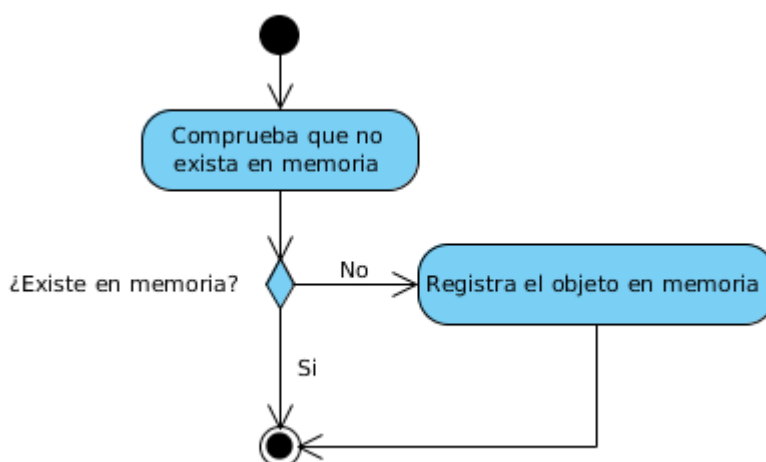 Comprueba que no
exista en memoria
¿Existe en memoria?
No
Registra el objeto en memoria
Si